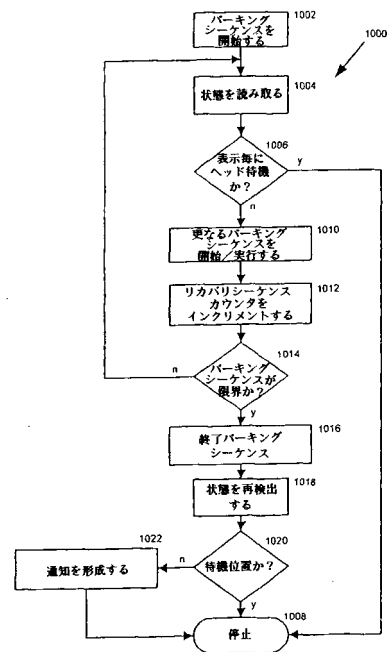 1002
1000
パーキング
シーケンスを
開始する
1004
状態を読み取る
1006
表示毎に
ヘッド待機
か?
y
n
1010
更なるパーキング
シーケンスを
開始/実行する
1012
リカバリシーケンス
カウンタを
インクリメントする
1014
パーキング
シーケンスが
限界か?
n
y
1016
終了パーキング
シーケンス
1018
状態を再検出
する
1022
1020
通知を形成する
n
待機位置か?
y
1008
停止